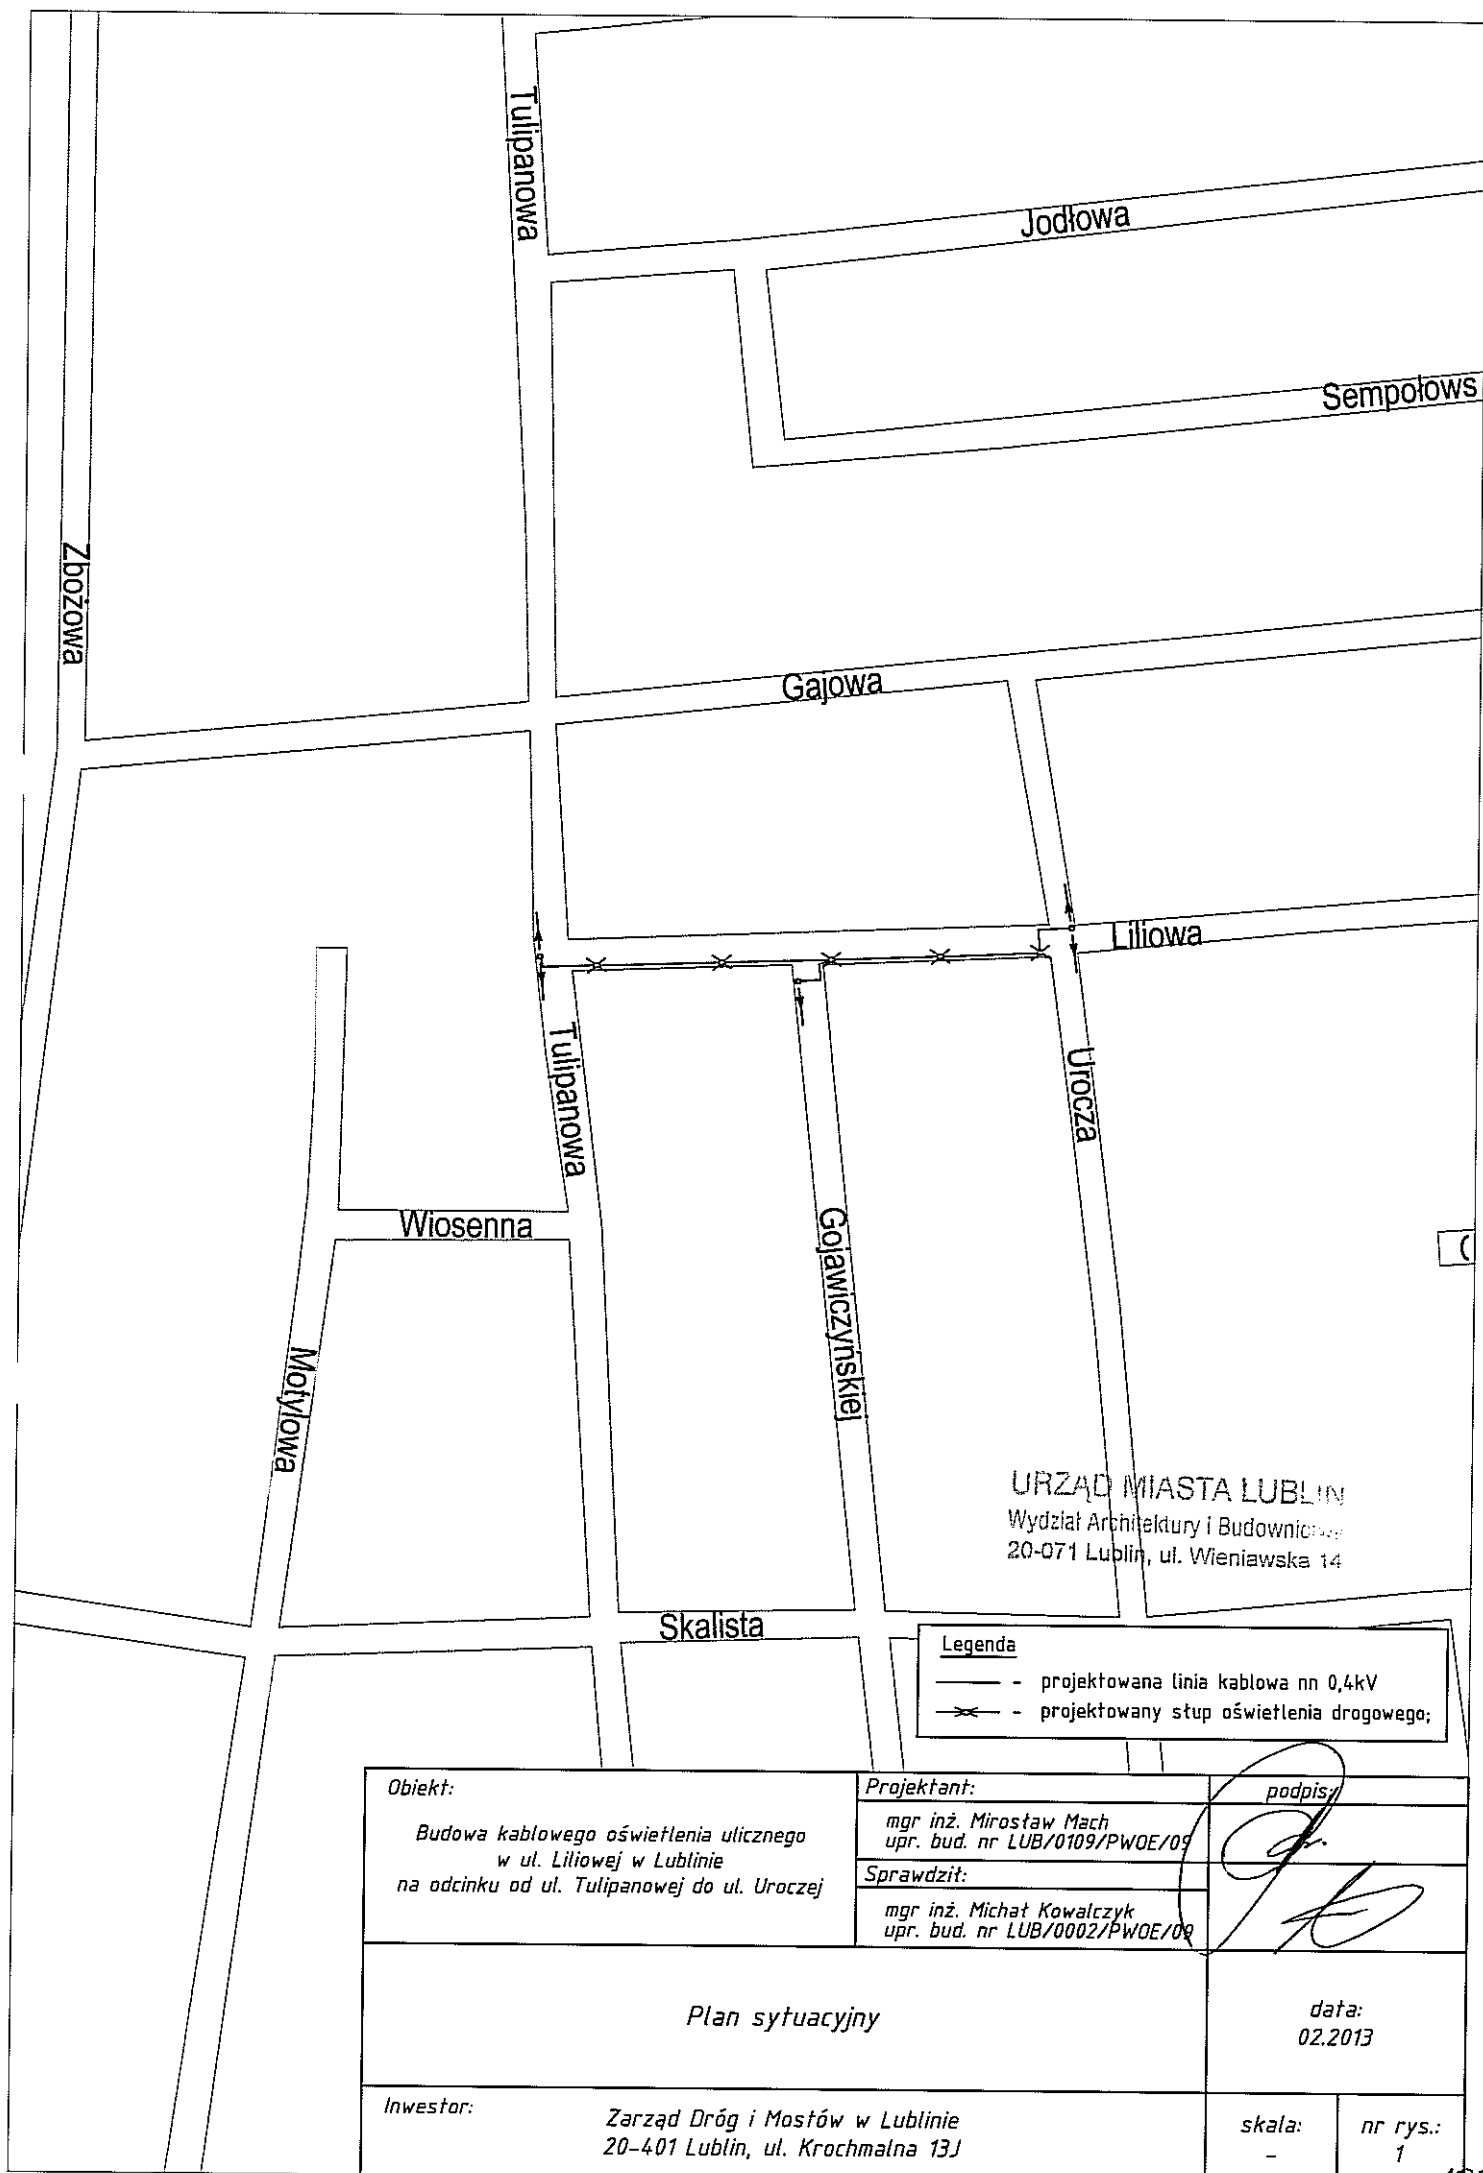 Tulipanowa
Jodłowa
Sempołows
Zbożowa
Gajowa
Liliowa
Tulipanowa
Urocza
Wiosenna
Gojawiczyńskiej
Motylowa
URZĄD MIASTA LUBLIN
Wydział Architektury i
20-071 Lublin, ul. Wieniawska 14
Skalista
Legenda
- projektowana linia kablowa nn 0,4kV
- projektowany słup oświetlenia drogowego;
Obiekt:
Budowa kablowego oświetlenia ulicznego
w ul. Liliowej w Lublinie
na odcinku od ul. Tulipanowej do ul. Uroczej
Projektant:
mgr inż. Mirosław Mach
upr. bud. nr LUB/0109/PWOE/09
Sprawdził:
mgr inż. Michał Kowalczyk
upr. bud. nr LUB/0002/PWOE/09
podpis:
Plan sytuacyjny
data:
02.2013
Inwestor:
Zarząd Dróg i Mostów w Lublinie
20-401 Lublin, ul. Krochmalna 13J
skala:
-
nr rys.:
1